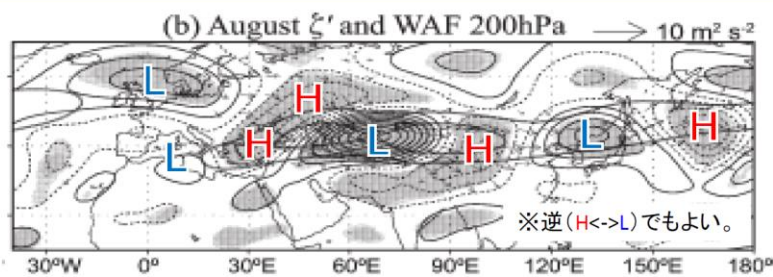 (b) August ζ' and WAF 200hPa → 10 m² s⁻²
L H H L L H L H
※逆(H<->L)でもよい。
30°W 0° 30°E 60°E 90°E 120°E 150°E 180°